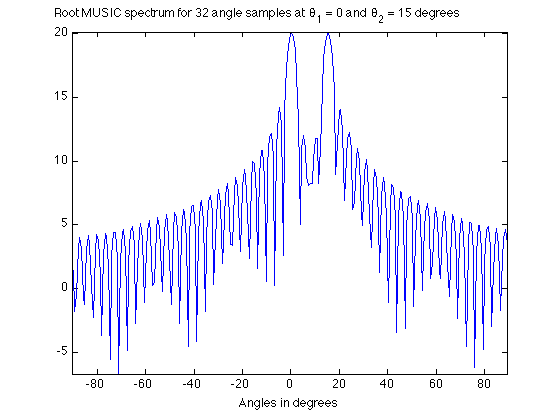 Root MUSIC spectrum for 32 angle samples at θ1 = 0 and θ2 = 15 degrees
20
15
10
5
0
-5
-80 -60 -40 -20 0 20 40 60 80
Angles in degrees